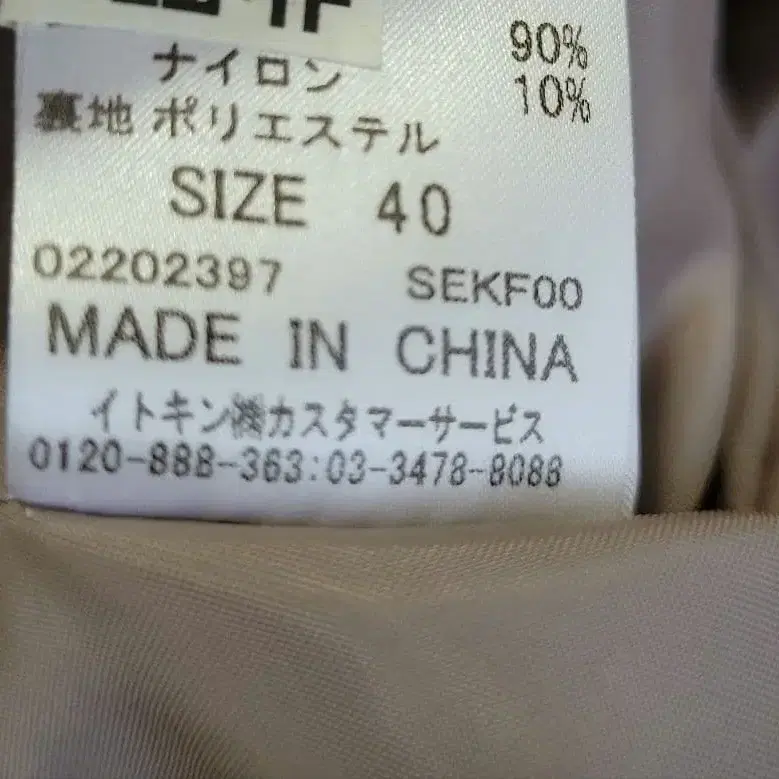 90%
ナイロン 10%
裏地 ポリエステル
SIZE 40
02202397 SEKF00
MADE IN CHINA
イトキン㈱カスタマーサービス
0120-888-363:03-3478-8088